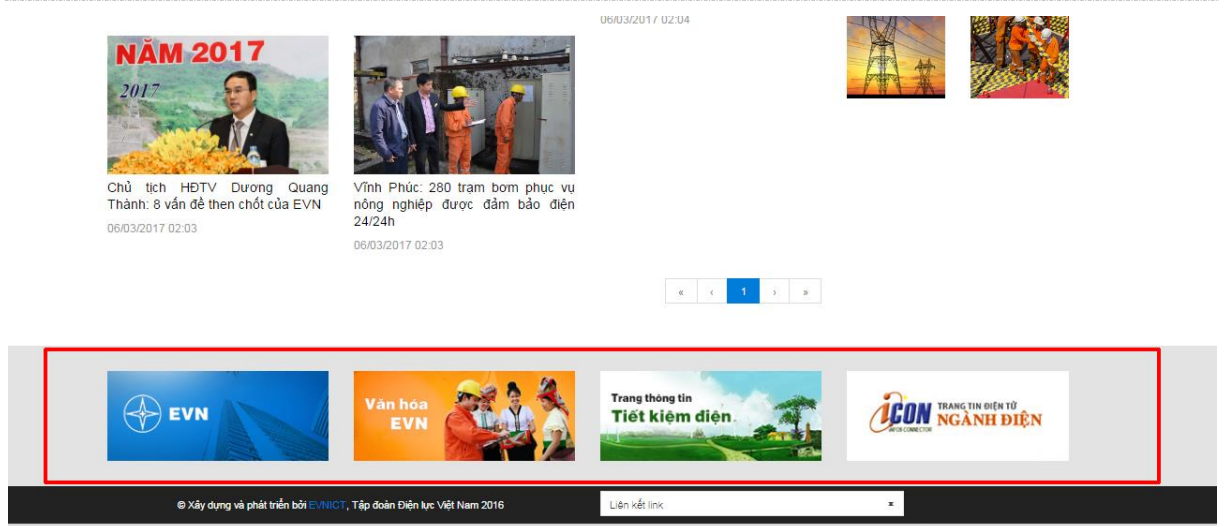 06/03/2017 02:04
NĂM 2017
2017
Chủ tịch HĐTV Dương Quang
Thành: 8 vấn đề then chốt của EVN
06/03/2017 02:03
Vĩnh Phúc: 280 trạm bơm phục vụ
nông nghiệp được đảm bảo điện
24/24h
06/03/2017 02:03
« ‹ 1 › »
EVN
Văn hóa
EVN
Trang thông tin
Tiết kiệm điện
iCON
INFOS CONNECTOR
TRANG TIN ĐIỆN TỬ
NGÀNH ĐIỆN
© Xây dựng và phát triển bởi EVNICT, Tập đoàn Điện lực Việt Nam 2016
Liên kết link